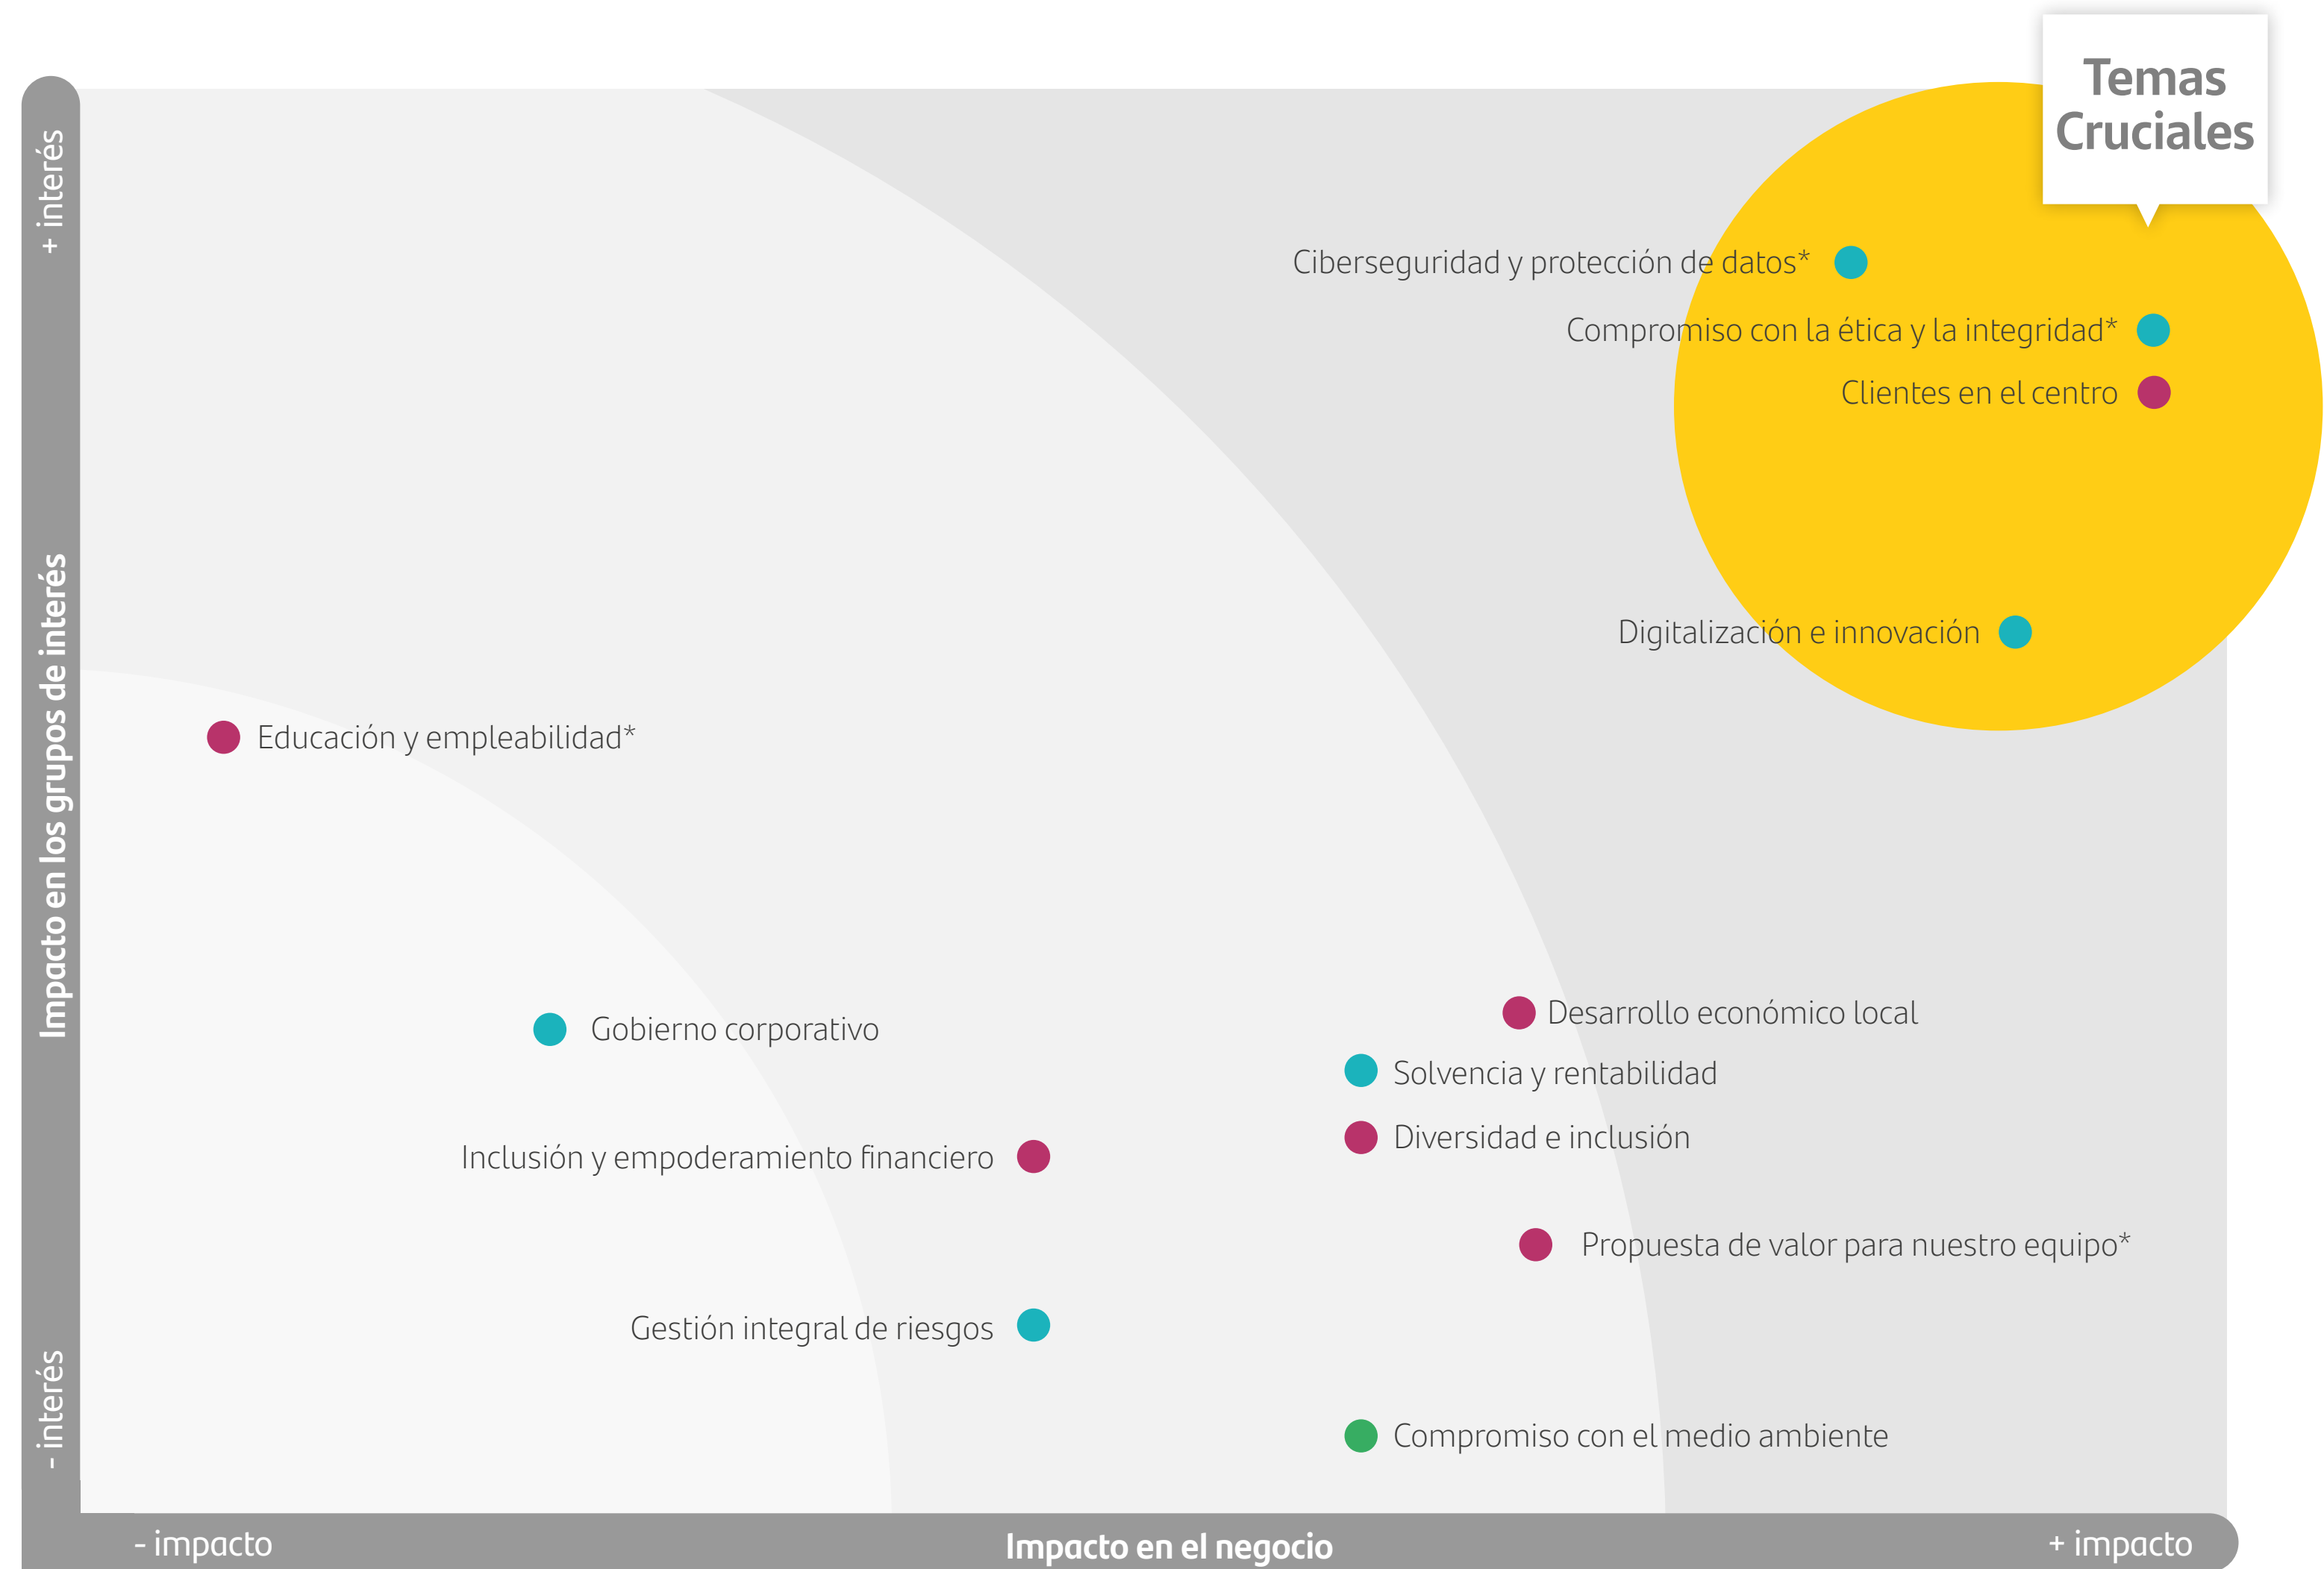 Temas
Cruciales
+ interés
Impacto en los grupos de interés
- interés
Ciberseguridad y protección de datos*
Compromiso con la ética y la integridad*
Clientes en el centro
Digitalización e innovación
Educación y empleabilidad*
Desarrollo económico local
Gobierno corporativo
Solvencia y rentabilidad
Diversidad e inclusión
Inclusión y empoderamiento financiero
Propuesta de valor para nuestro equipo*
Gestión integral de riesgos
Compromiso con el medio ambiente
- impacto
Impacto en el negocio
+ impacto